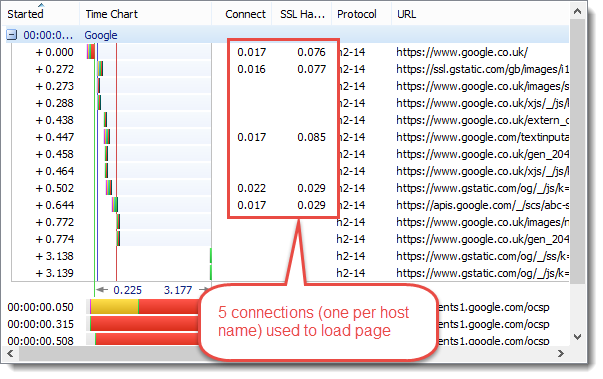 Started Time Chart Connect SSL Ha... Protocol URL
00:00:0... Google
+ 0.000 0.017 0.076 h2-14 https://www.google.co.uk/
+ 0.272 0.016 0.077 h2-14 https://ssl.gstatic.com/gb/images/i1
+ 0.273 h2-14 https://www.google.co.uk/images/s
+ 0.288 h2-14 https://www.google.co.uk/xjs/_/js/k
+ 0.438 h2-14 https://www.google.co.uk/extern_c
+ 0.447 0.017 0.085 h2-14 https://www.google.com/textinputa
+ 0.458 h2-14 https://www.google.co.uk/gen_204
+ 0.464 h2-14 https://www.google.co.uk/xjs/_/js/k
+ 0.502 0.022 0.029 h2-14 https://www.gstatic.com/og/_/js/k=
+ 0.644 0.017 0.029 h2-14 https://apis.google.com/_/scs/abc-s
+ 0.772 h2-14 https://www.google.co.uk/images/n
+ 0.774 h2-14 https://www.google.co.uk/gen_204
+ 3.138 h2-14 https://www.gstatic.com/og/_/ss/k=
+ 3.139 h2-14 https://www.gstatic.com/og/_/js/k=
0.225 3.177
00:00:00.050 ents1.google.com/ocsp
00:00:00.315 ents1.google.com/ocsp
00:00:00.508 ents1.google.com/ocsp
5 connections (one per host
name) used to load page